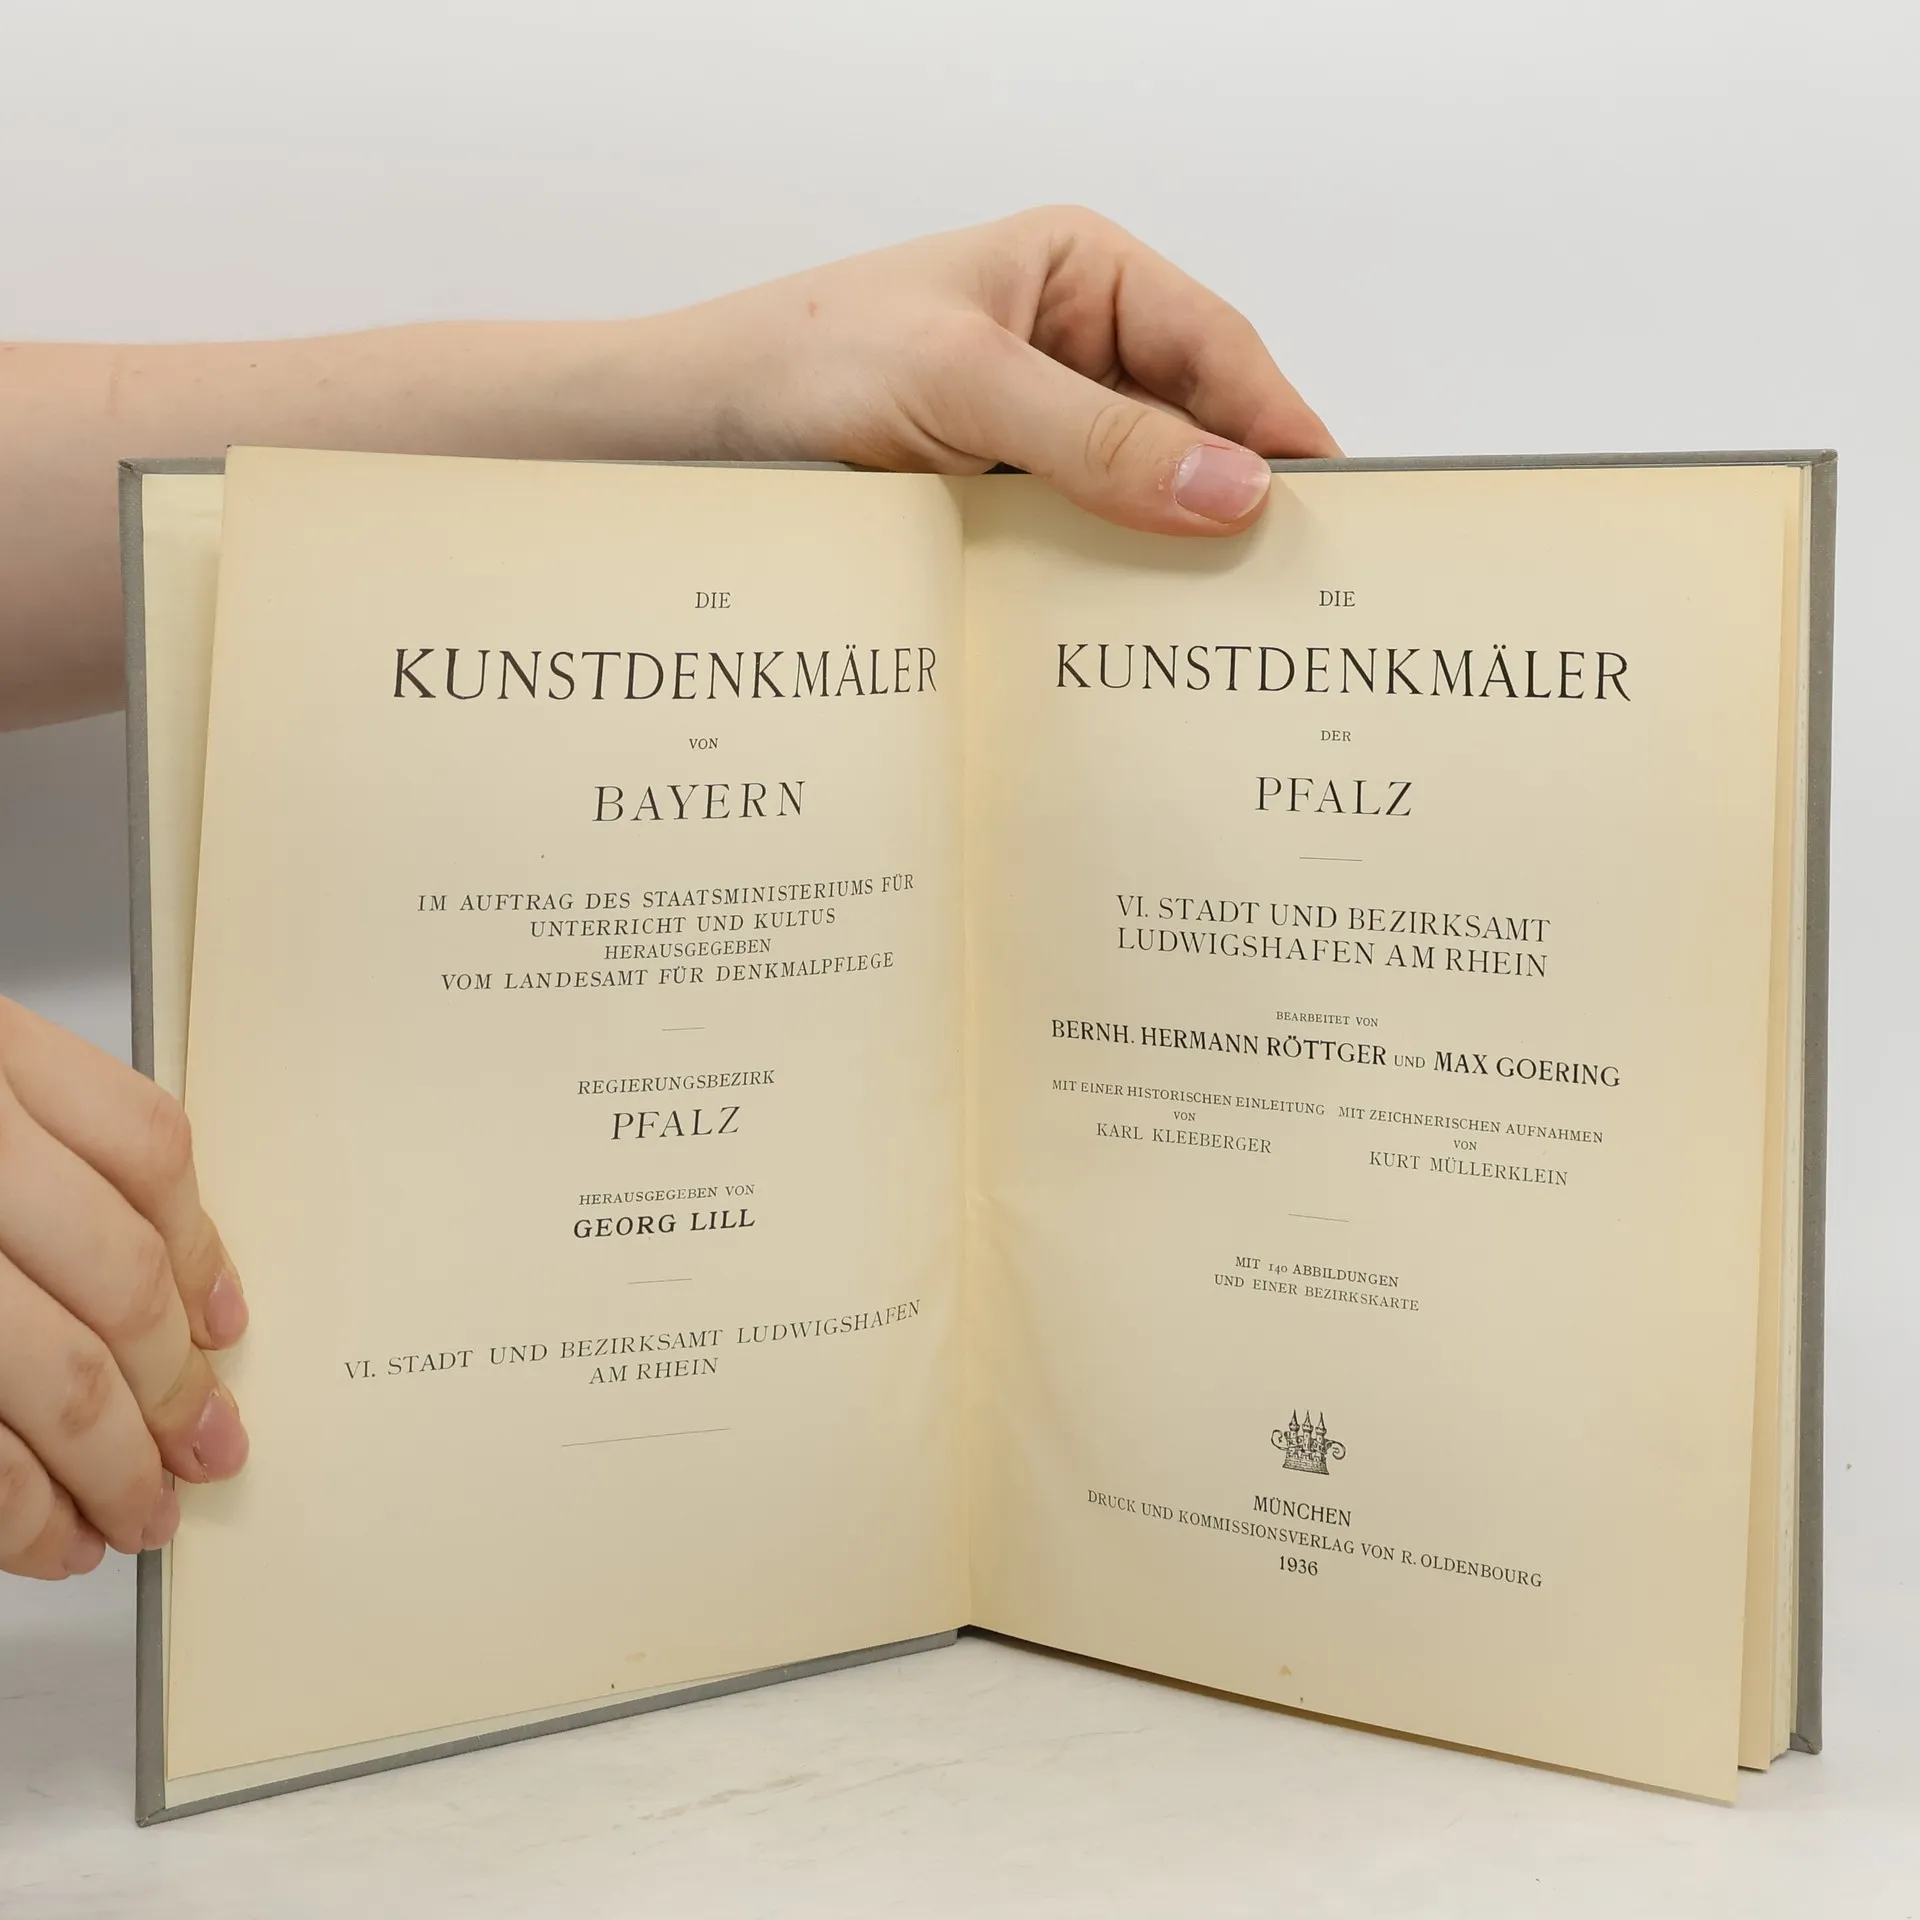 DIE
KUNSTDENKMÄLER
VON
BAYERN
IM AUFTRAG DES STAATSMINISTERIUMS FÜR
UNTERRICHT UND KULTUS
HERAUSGEGEBEN
VOM LANDESAMT FÜR DENKMALPFLEGE
REGIERUNGSBEZIRK
PFALZ
HERAUSGEGEBEN VON
GEORG LILL
VI. STADT UND BEZIRKSAMT LUDWIGSHAFEN
AM RHEIN
DIE
KUNSTDENKMÄLER
DER
PFALZ
VI. STADT UND BEZIRKSAMT
LUDWIGSHAFEN AM RHEIN
BEARBEITET VON
BERNH. HERMANN RÖTTGER UND MAX GOERING
MIT EINER HISTORISCHEN EINLEITUNG
VON
KARL KLEEBERGER
MIT ZEICHNERISCHEN AUFNAHMEN
VON
KURT MÜLLERKLEIN
MIT 140 ABBILDUNGEN
UND EINER BEZIRKSKARTE
MÜNCHEN
DRUCK UND KOMMISSIONSVERLAG VON R. OLDENBOURG
1936